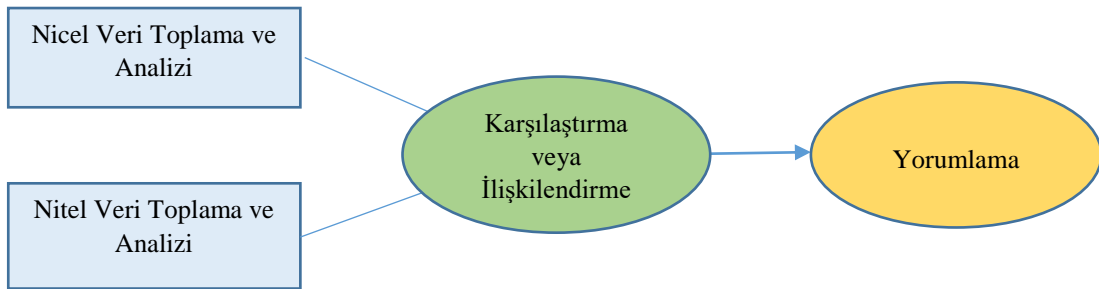 Nicel Veri Toplama ve
Analizi
Nitel Veri Toplama ve
Analizi
Karşılaştırma
veya
İlişkilendirme
Yorumlama